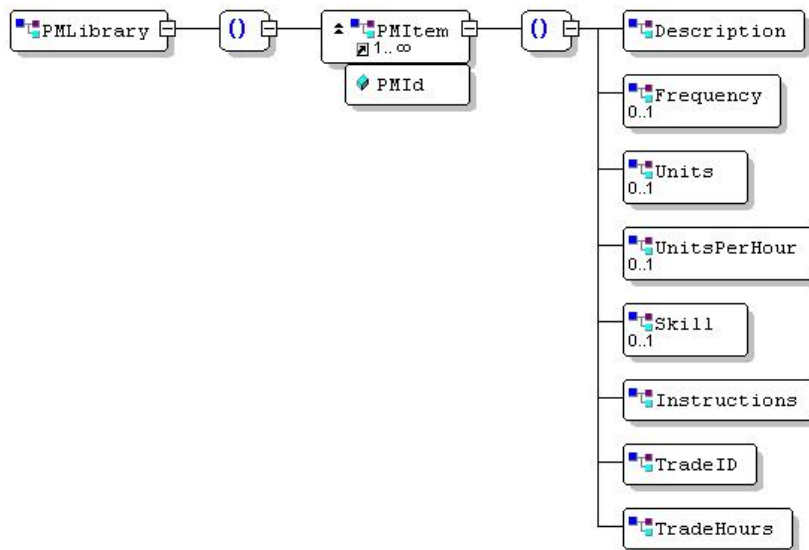 PMLibrary
()
PMItem
1..∞
PMId
()
Description
Frequency
0..1
Units
0..1
UnitsPerHour
0..1
Skill
0..1
Instructions
TradeID
TradeHours